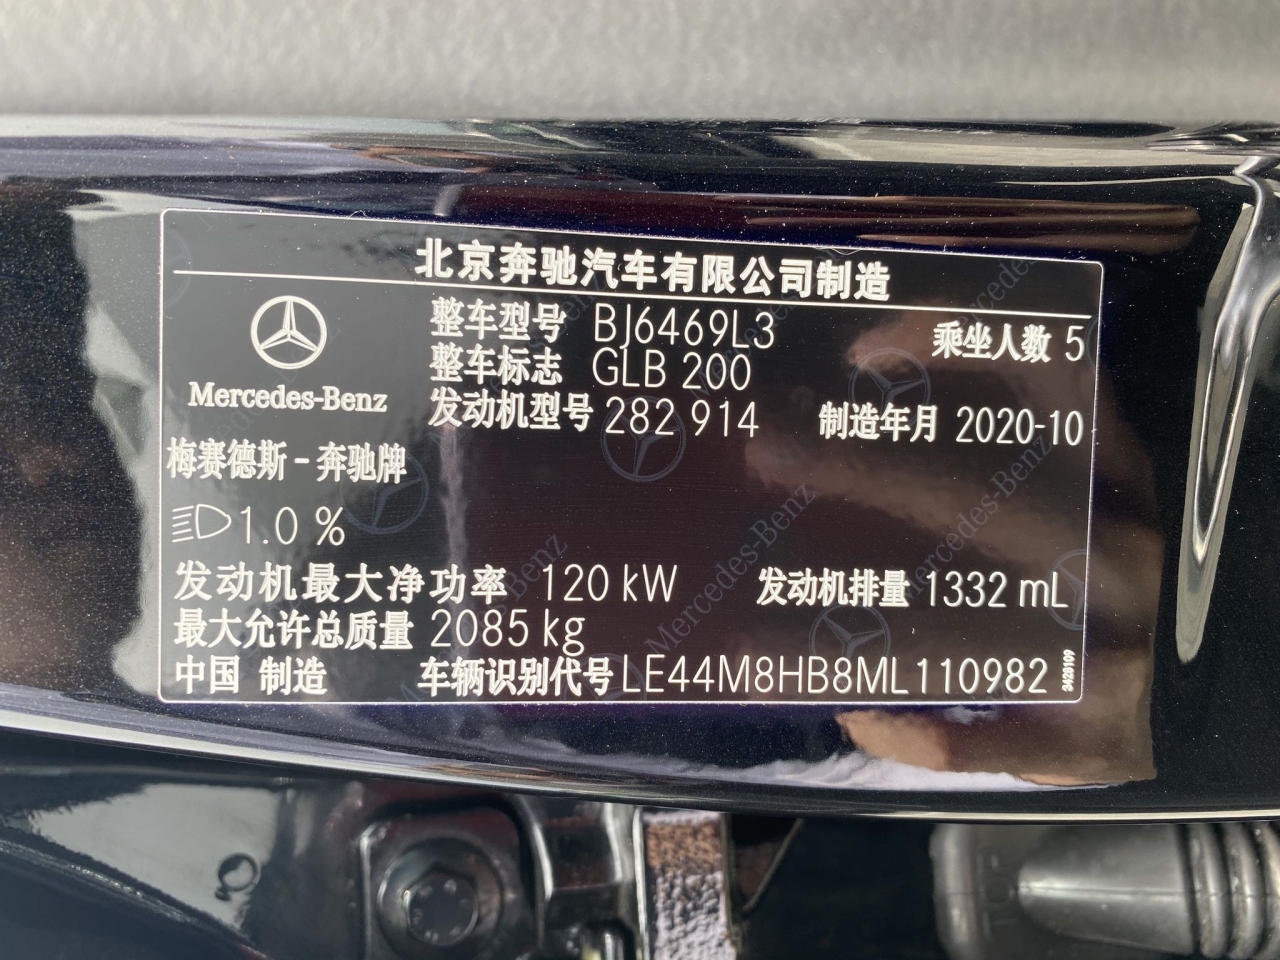 北京奔驰汽车有限公司制造
整车型号 BJ6469L3 乘坐人数 5
整车标志 GLB 200
Mercedes-Benz 发动机型号 282 914 制造年月 2020-10
梅赛德斯-奔驰牌
1.0 %
发动机最大净功率 120 kW 发动机排量 1332 mL
最大允许总质量 2085 kg
中国 制造 车辆识别代号 LE44M8HB8ML110982
3428109